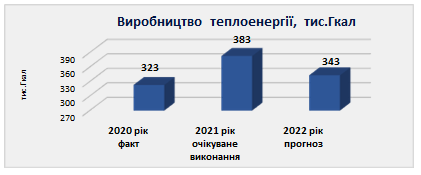 Виробництво теплоенергії, тис.Гкал
тис.Гкал
390
360
330
300
270
323
383
343
2020 рік
факт
2021 рік
очікуване
виконання
2022 рік
прогноз